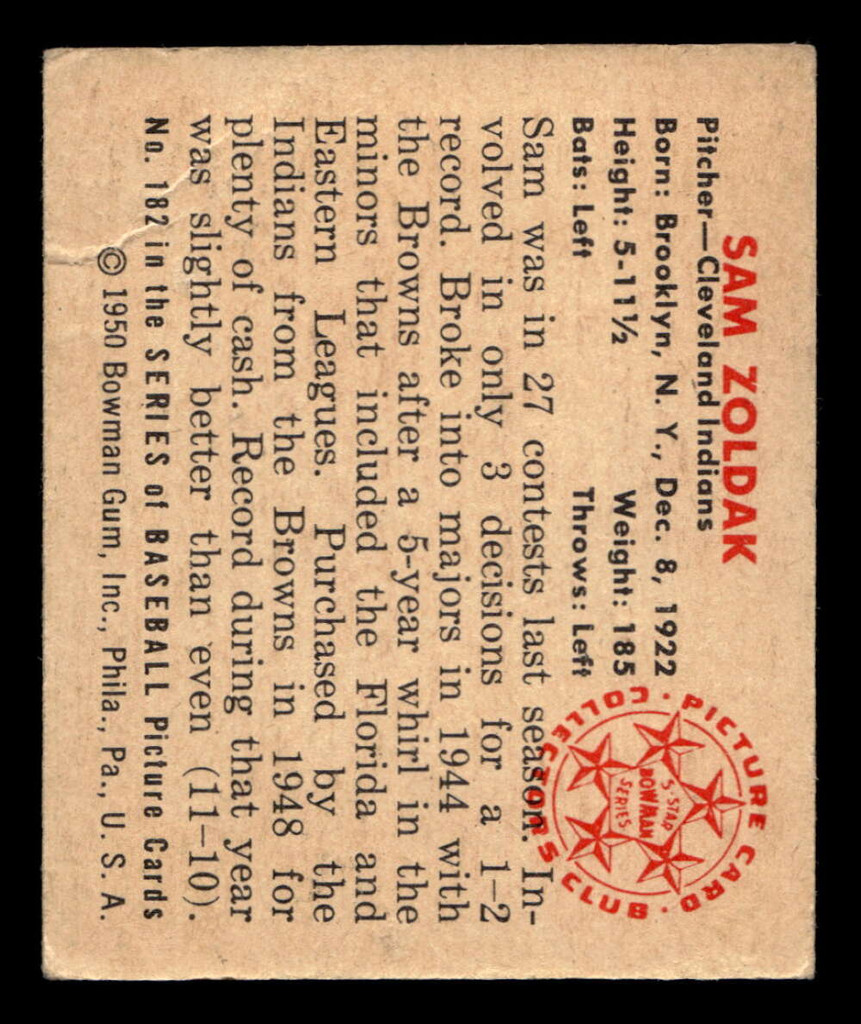 SAM ZOLDAK
Pitcher—Cleveland Indians
Born: Brooklyn, N. Y., Dec. 8, 1922
Height: 5-11½ Weight: 185
Bats: Left Throws: Left
Sam was in 27 contests last season. In-
volved in only 3 decisions for a 1–2
record. Broke into majors in 1944 with
the Browns after a 5-year whirl in the
minors that included the Florida and
Eastern Leagues. Purchased by the
Indians from the Browns in 1948 for
plenty of cash. Record during that year
was slightly better than even (11–10).
No. 182 in the SERIES of BASEBALL Picture Cards
© 1950 Bowman Gum, Inc., Phila., Pa., U. S. A.
PICTURE CARD COLLECTORS CLUB
5-STAR
BOWMAN
SERIES